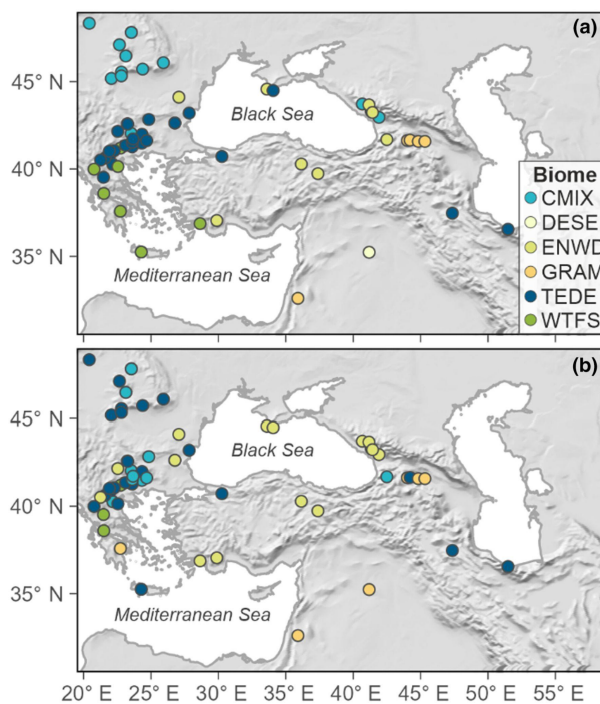 (a)
45° N
Black Sea
40° N
Biome
CMIX
DESE
ENWD
GRAM
TEDE
WTFS
35° N
Mediterranean Sea
(b)
45° N
Black Sea
40° N
35° N
Mediterranean Sea
20° E 25° E 30° E 35° E 40° E 45° E 50° E 55° E